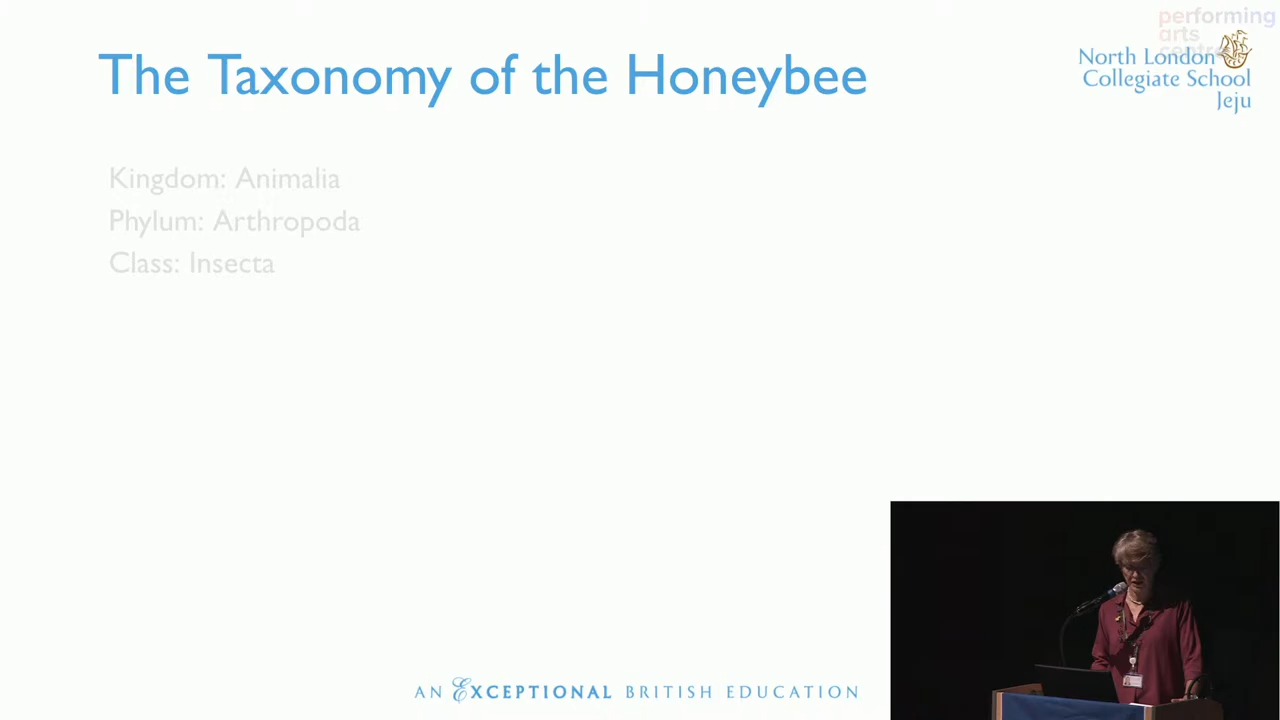 The Taxonomy of the Honeybee
performing
arts
centre
North London
Collegiate School
Jeju
Kingdom: Animalia
Phylum: Arthropoda
Class: Insecta
AN EXCEPTIONAL BRITISH EDUCATION